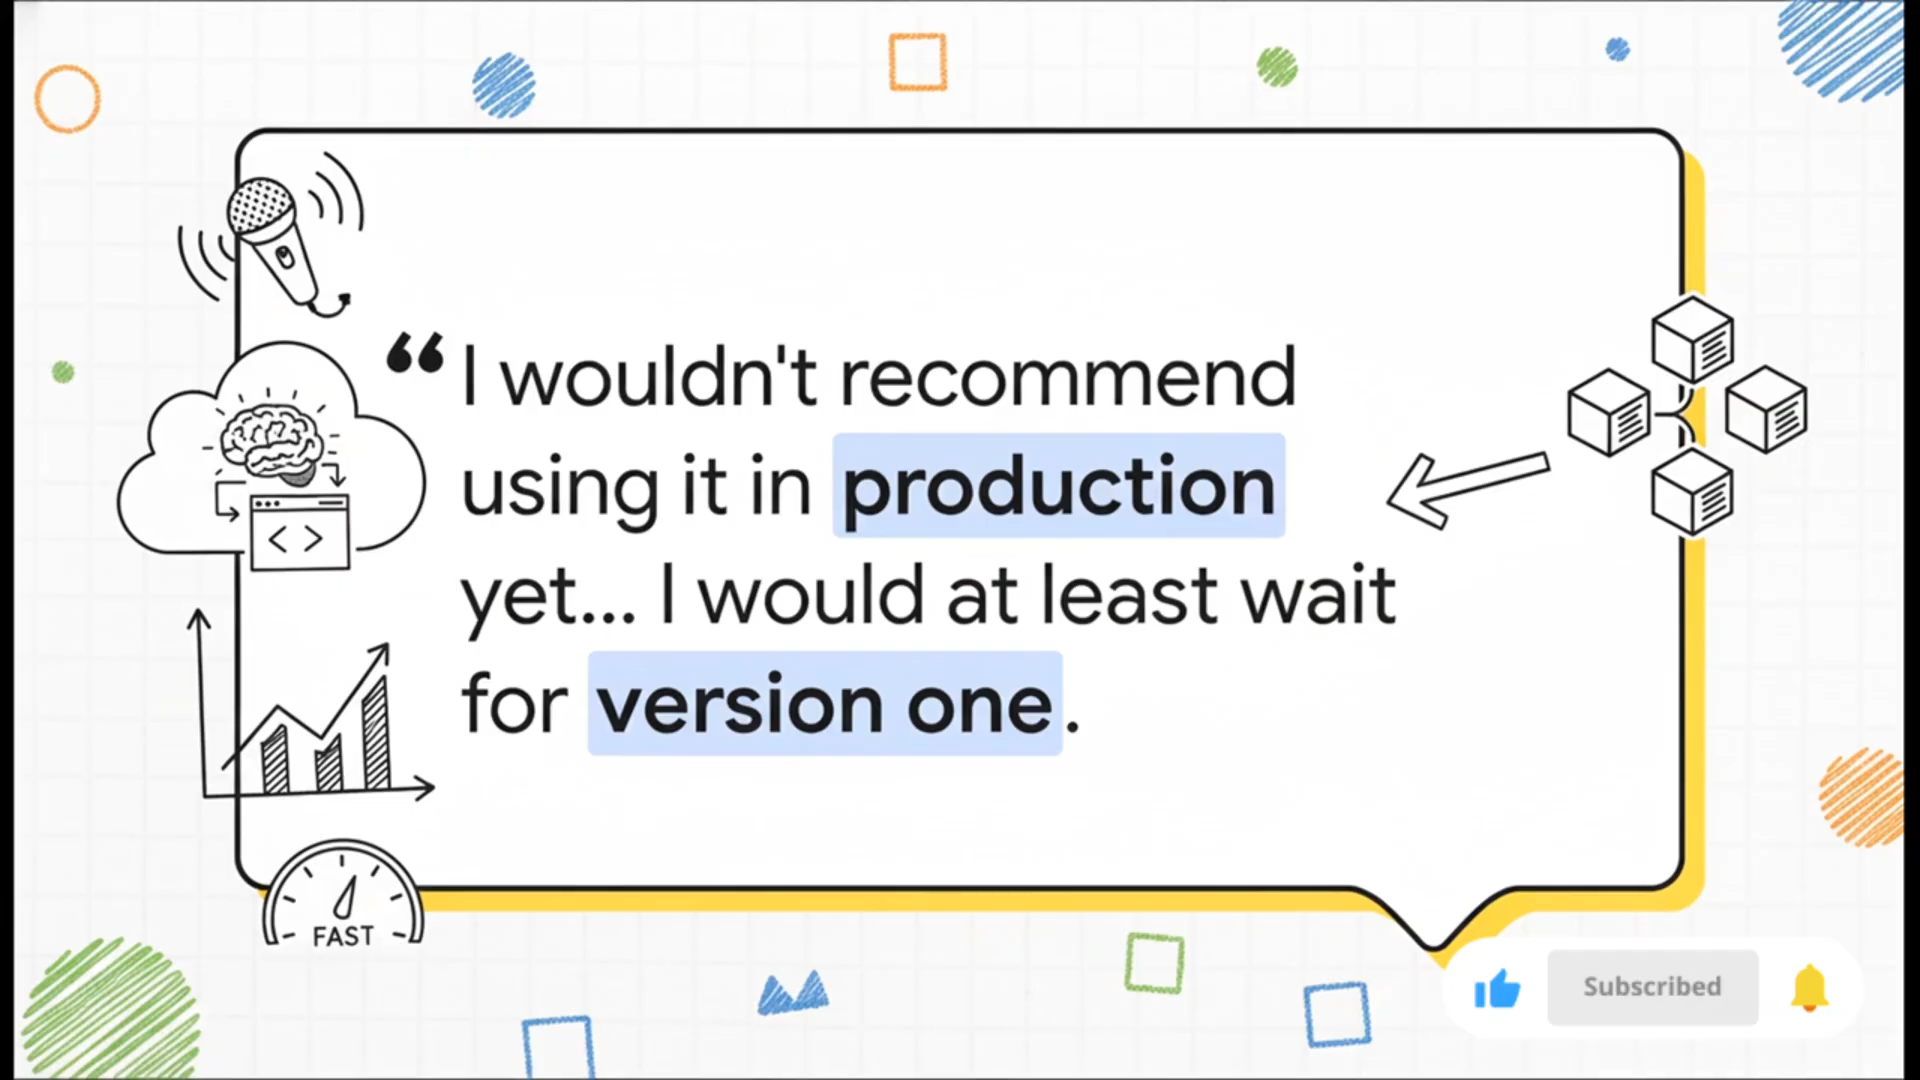 “I wouldn't recommend
using it in production
yet... I would at least wait
for version one.
< >
FAST
Subscribed